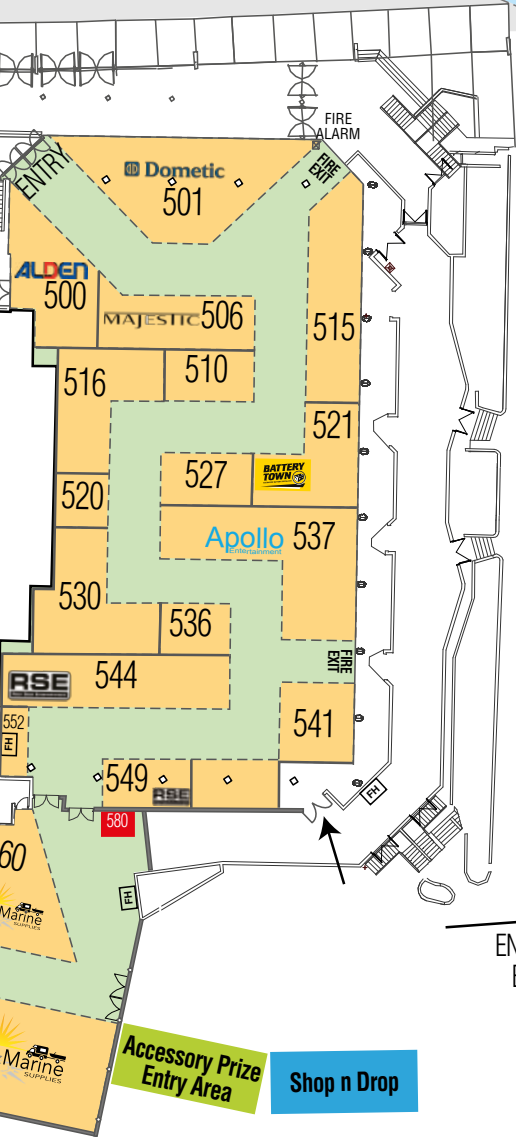 FIRE
ALARM
ENTRY
Dometic
501
FIRE
EXIT
ALDEN
500
MAJESTIC 506
515
516
510
521
527
BATTERY
TOWN
520
Apollo
Entertainment
537
530
536
FIRE
EXIT
RSE
544
552
FH
541
549
RSE
FH
580
60
Marine
SUPPLIES
FH
EN
E
Marine
SUPPLIES
Accessory Prize
Entry Area
Shop n Drop